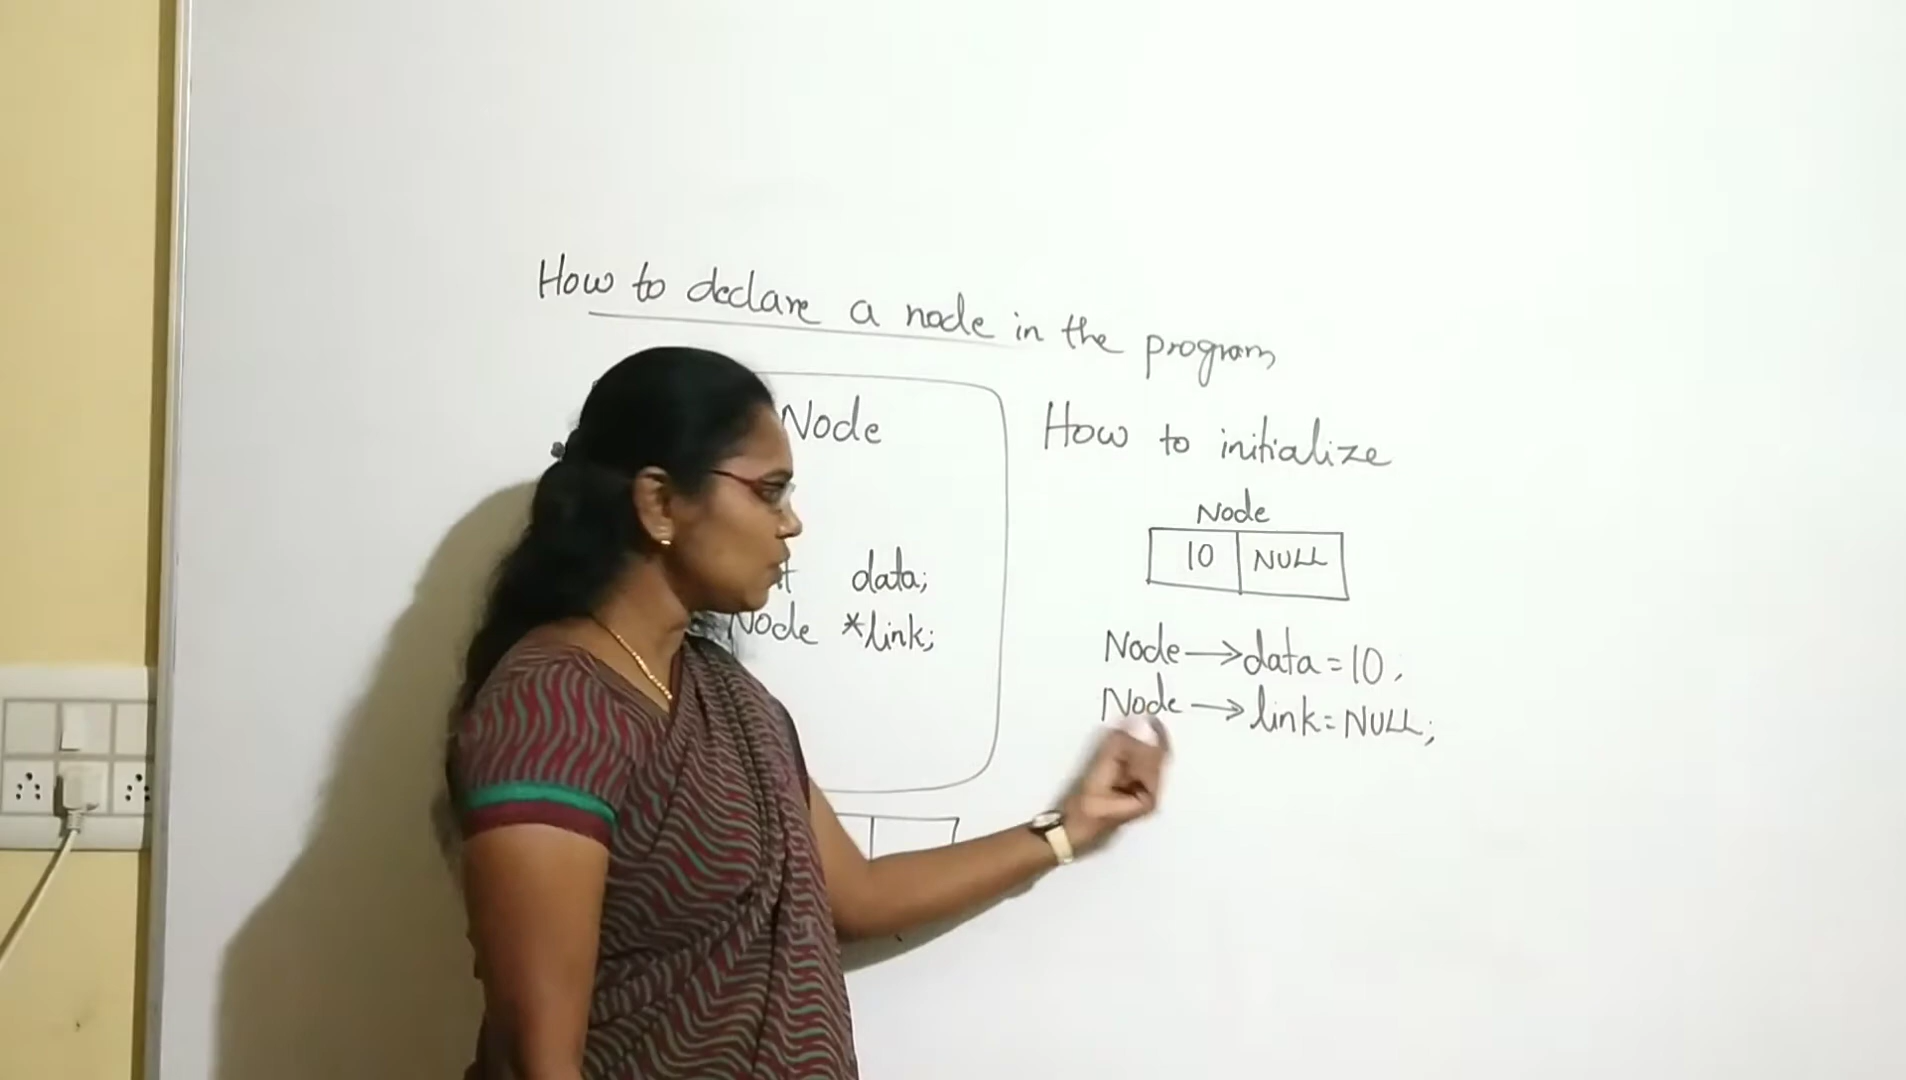 How to declare a node in the program
Node
data;
Node *link;
How to initialize
Node
10 NULL
Node → data = 10;
Node → link = NULL;